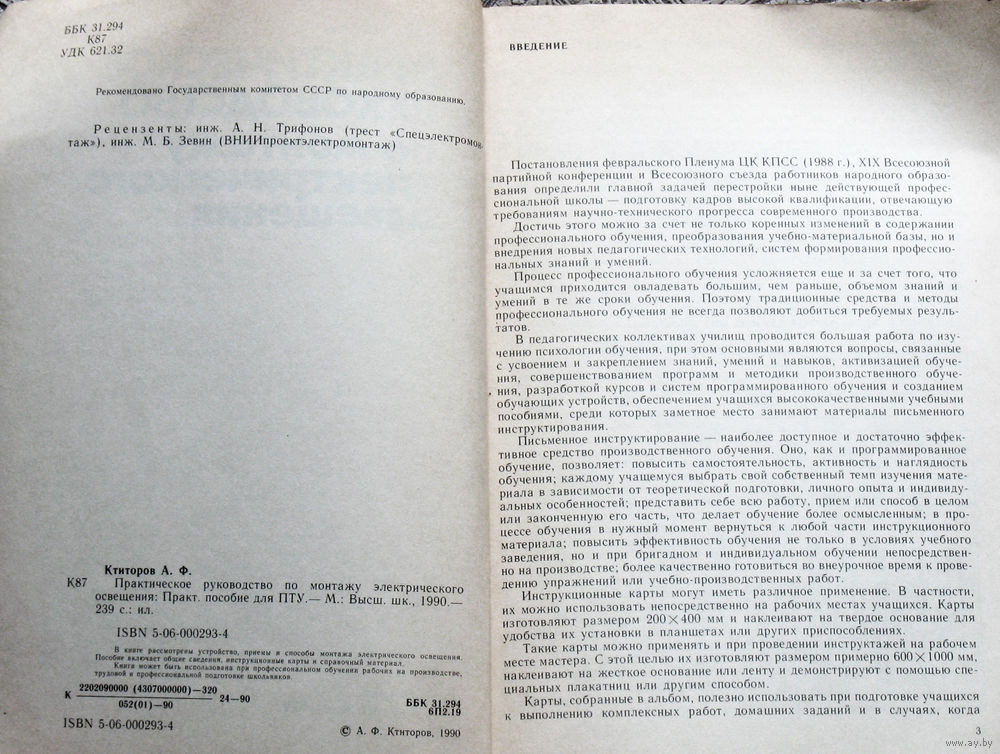 ББК 31.294
К87
УДК 621.32
Рекомендовано Государственным комитетом СССР по народному образованию.
Рецензенты: инж. А. Н. Трифонов (трест «Спецэлектромон-
таж»), инж. М. Б. Зевин (ВНИИпроектэлектромонтаж)
Ктиторов А. Ф.
К87 Практическое руководство по монтажу электрического
освещения: Практ. пособие для ПТУ.— М.: Высш. шк., 1990.—
239 с.: ил.
ISBN 5-06-000293-4
В книге рассмотрены устройство, приемы и способы монтажа электрического освещения.
Пособие включает общие сведения, инструкционные карты и справочный материал.
Книга может быть использована при профессиональном обучении рабочих на производстве,
трудовой и профессиональной подготовке школьников.
К 2202090000 (4307000000)—320
052(01)—90
24—90
ББК 31.294
6П2.19
ISBN 5-06-000293-4
© А. Ф. Ктиторов, 1990
ВВЕДЕНИЕ
Постановления февральского Пленума ЦК КПСС (1988 г.), XIX Всесоюзной
партийной конференции и Всесоюзного съезда работников народного образо-
вания определили главной задачей перестройки ныне действующей профес-
сиональной школы — подготовку кадров высокой квалификации, отвечающую
требованиям научно-технического прогресса современного производства.
Достичь этого можно за счет не только коренных изменений в содержании
профессионального обучения, преобразования учебно-материальной базы, но и
внедрения новых педагогических технологий, систем формирования профессио-
нальных знаний и умений.
Процесс профессионального обучения усложняется еще и за счет того, что
учащимся приходится овладевать большим, чем раньше, объемом знаний и
умений в те же сроки обучения. Поэтому традиционные средства и методы
профессионального обучения не всегда позволяют добиться требуемых резуль-
татов.
В педагогических коллективах училищ проводится большая работа по изу-
чению психологии обучения, при этом основными являются вопросы, связанные
с усвоением и закреплением знаний, умений и навыков, активизацией обуче-
ния, совершенствованием программ и методики производственного обуче-
ния, разработкой курсов и систем программированного обучения и созданием
обучающих устройств, обеспечением учащихся высококачественными учебными
пособиями, среди которых заметное место занимают материалы письменного
инструктирования.
Письменное инструктирование — наиболее доступное и достаточно эффек-
тивное средство производственного обучения. Оно, как и программированное
обучение, позволяет: повысить самостоятельность, активность и наглядность
обучения; каждому учащемуся выбрать свой собственный темп изучения мате-
риала в зависимости от теоретической подготовки, личного опыта и индивиду-
альных особенностей; представить себе всю работу, прием или способ в целом
или законченную его часть, что делает обучение более осмысленным; в про-
цессе обучения в нужный момент вернуться к любой части инструкционного
материала; повысить эффективность обучения не только в условиях учебного
заведения, но и при бригадном и индивидуальном обучении непосредствен-
но на производстве; более качественно готовиться во внеурочное время к прове-
дению упражнений или учебно-производственных работ.
Инструкционные карты могут иметь различное применение. В частности,
их можно использовать непосредственно на рабочих местах учащихся. Карты
изготовляют размером 200×400 мм и наклеивают на твердое основание для
удобства их установки в планшетах или других приспособлениях.
Такие карты можно применять и при проведении инструктажей на рабочем
месте мастера. С этой целью их изготовляют размером примерно 600×1000 мм,
наклеивают на жесткое основание или ленту и демонстрируют с помощью спе-
циальных плакатниц или другим способом.
Карты, собранные в альбом, полезно использовать при подготовке учащихся
к выполнению комплексных работ, домашних заданий и в случаях, когда
3
www.ay.by